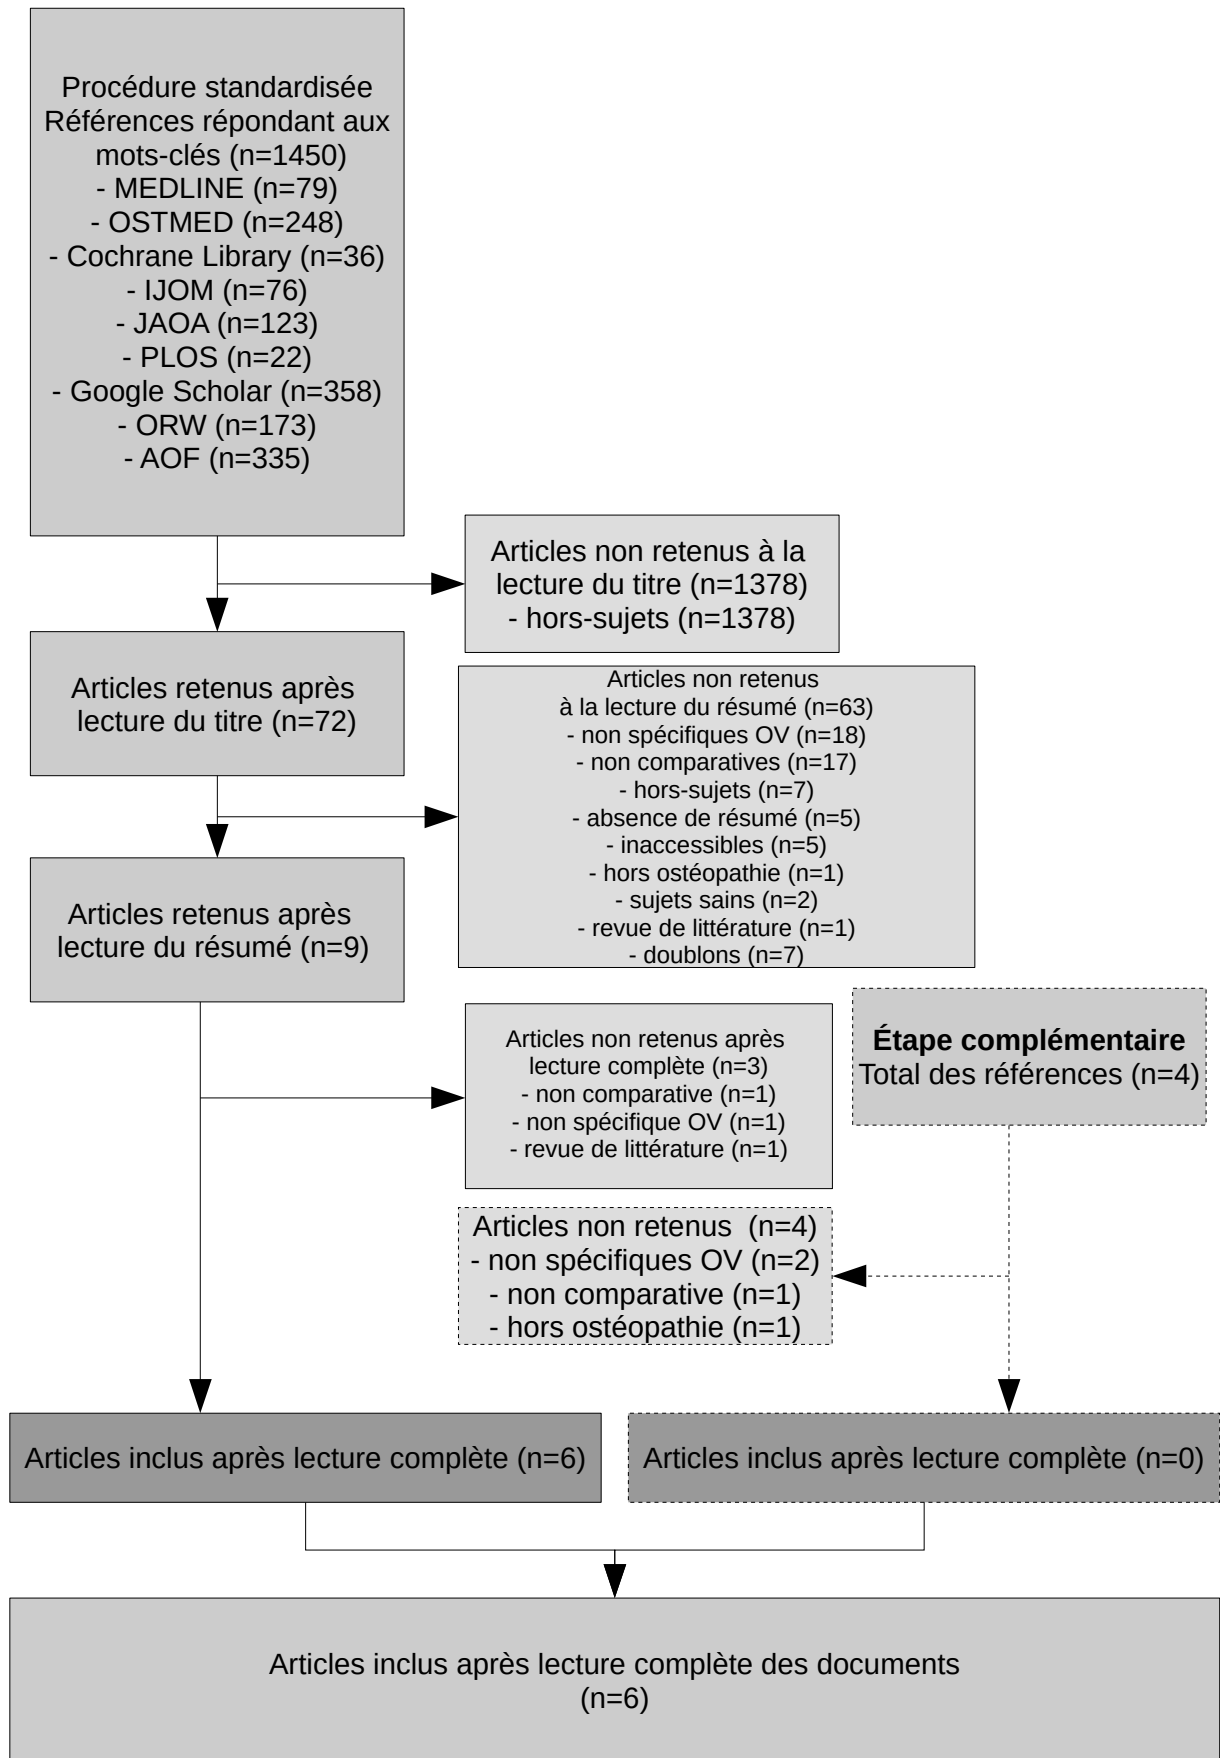 Procédure standardisée
Références répondant aux
mots-clés (n=1450)
- MEDLINE (n=79)
- OSTMED (n=248)
- Cochrane Library (n=36)
- IJOM (n=76)
- JAOA (n=123)
- PLOS (n=22)
- Google Scholar (n=358)
- ORW (n=173)
- AOF (n=335)
Articles non retenus à la
lecture du titre (n=1378)
- hors-sujets (n=1378)
Articles retenus après
lecture du titre (n=72)
Articles non retenus
à la lecture du résumé (n=63)
- non spécifiques OV (n=18)
- non comparatives (n=17)
- hors-sujets (n=7)
- absence de résumé (n=5)
- inaccessibles (n=5)
- hors ostéopathie (n=1)
- sujets sains (n=2)
- revue de littérature (n=1)
- doublons (n=7)
Articles retenus après
lecture du résumé (n=9)
Articles non retenus après
lecture complète (n=3)
- non comparative (n=1)
- non spécifique OV (n=1)
- revue de littérature (n=1)
Étape complémentaire
Total des références (n=4)
Articles non retenus (n=4)
- non spécifiques OV (n=2)
- non comparative (n=1)
- hors ostéopathie (n=1)
Articles inclus après lecture complète (n=6)
Articles inclus après lecture complète (n=0)
Articles inclus après lecture complète des documents
(n=6)